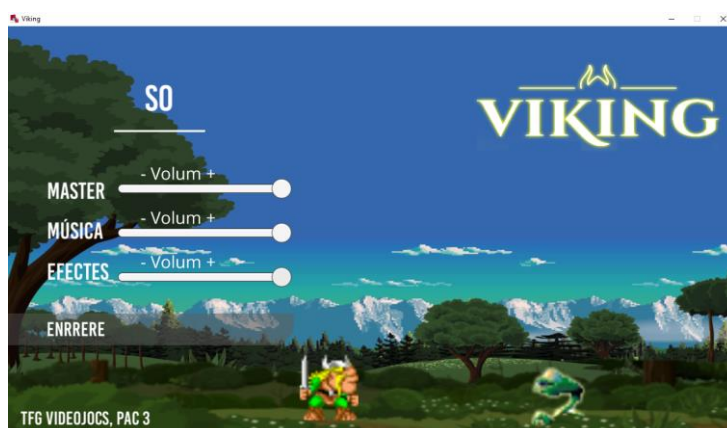 Viking
SO
VIKING
- Volum +
MASTER
- Volum +
MÚSICA
- Volum +
EFECTES
ENRRERE
TFG VIDEOJOCS, PAC 3